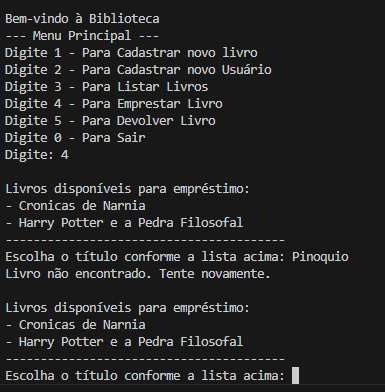 Bem-vindo à Biblioteca
--- Menu Principal ---
Digite 1 - Para Cadastrar novo livro
Digite 2 - Para Cadastrar novo Usuário
Digite 3 - Para Listar Livros
Digite 4 - Para Emprestar Livro
Digite 5 - Para Devolver Livro
Digite 0 - Para Sair
Digite: 4

Livros disponíveis para empréstimo:
- Cronicas de Narnia
- Harry Potter e a Pedra Filosofal
----------------------------------------
Escolha o título conforme a lista acima: Pinoquio
Livro não encontrado. Tente novamente.

Livros disponíveis para empréstimo:
- Cronicas de Narnia
- Harry Potter e a Pedra Filosofal
----------------------------------------
Escolha o título conforme a lista acima: